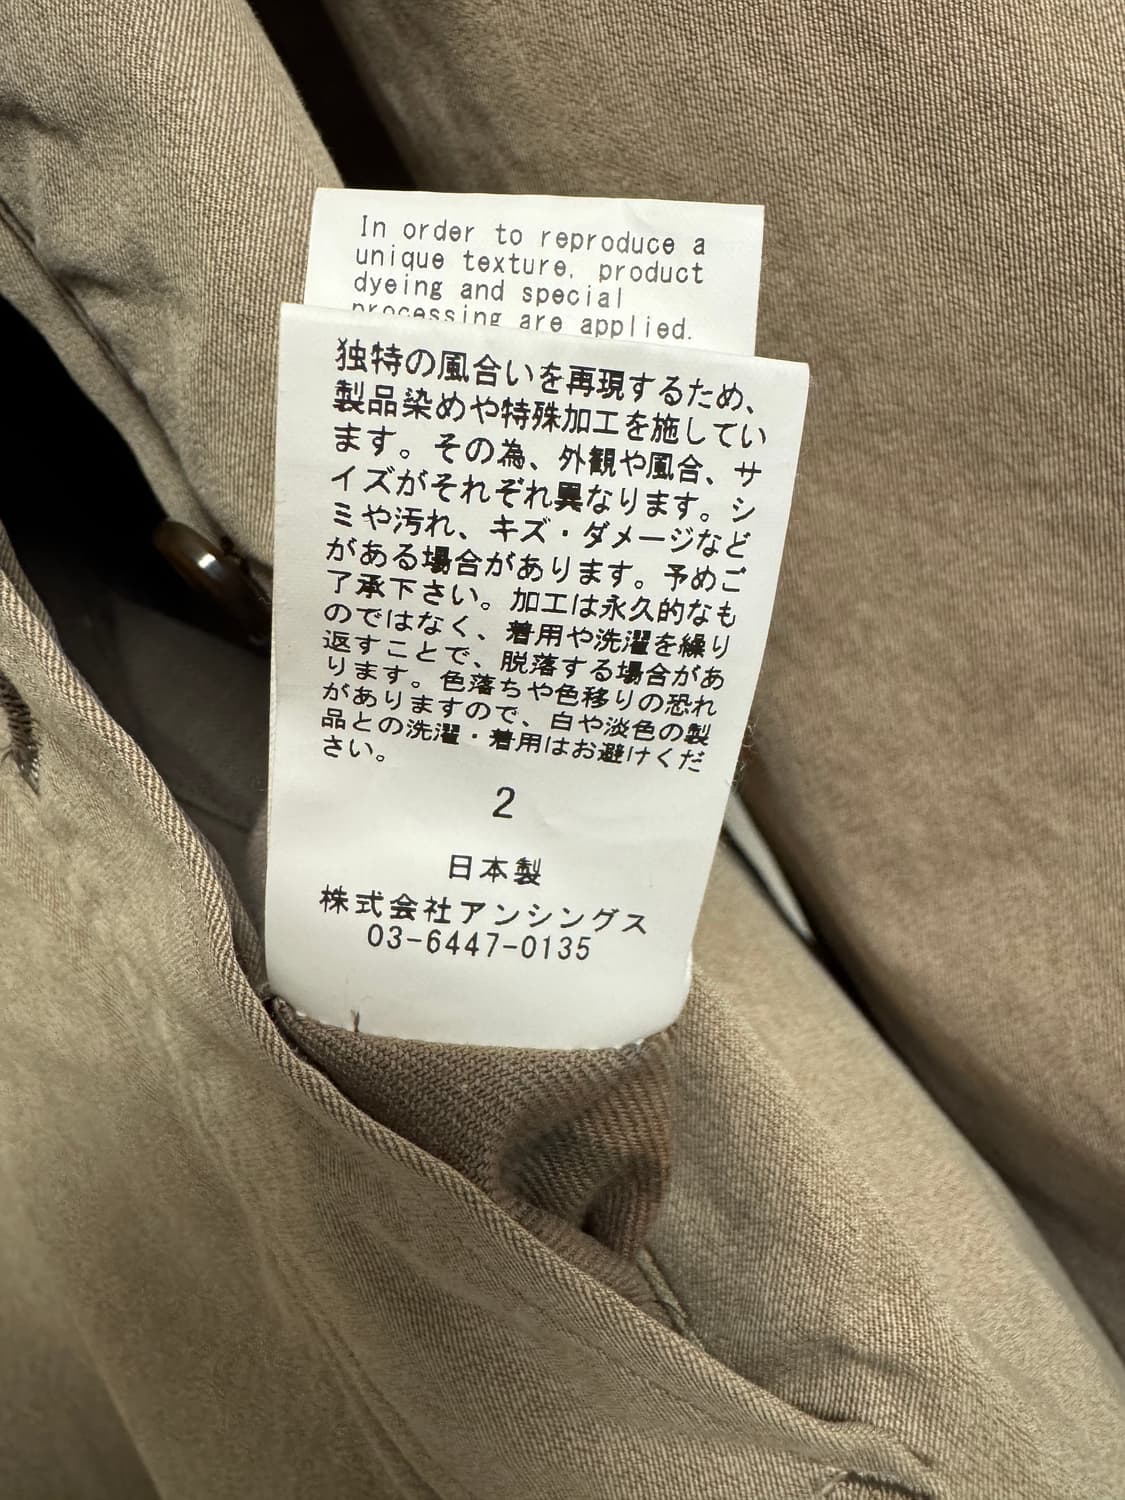 In order to reproduce a
unique texture, product
dyeing and special
processing are applied.
独特の風合いを再現するため、
製品染めや特殊加工を施してい
ます。その為、外観や風合、サ
イズがそれぞれ異なります。シ
ミや汚れ、キズ・ダメージなど
がある場合があります。予めご
了承下さい。加工は永久的なも
のではなく、着用や洗濯を繰り
返すことで、脱落する場合があ
ります。色落ちや色移りの恐れ
がありますので、白や淡色の製
品との洗濯・着用はお避けくだ
さい。
2
日本製
株式会社アンシングス
03-6447-0135